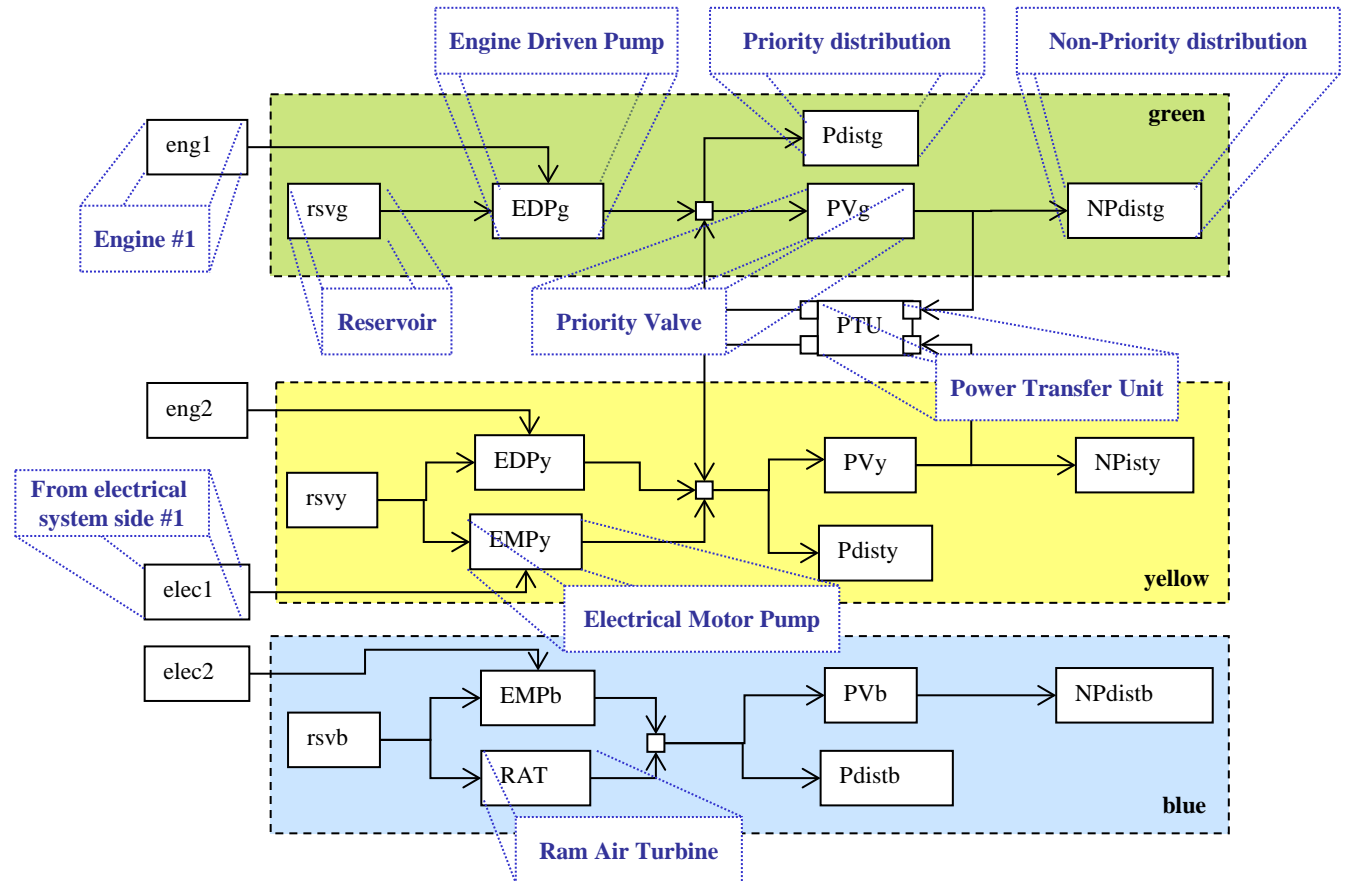 Engine Driven Pump
Priority distribution
Non-Priority distribution
green
eng1
Pdistg
rsvg
EDPg
PVg
NPdistg
Engine #1
Reservoir
Priority Valve
PTU
Power Transfer Unit
eng2
EDPy
PVy
NPisty
From electrical
system side #1
rsvy
EMPy
Pdisty
yellow
elec1
Electrical Motor Pump
elec2
EMPb
PVb
NPdistb
rsvb
RAT
Pdistb
blue
Ram Air Turbine